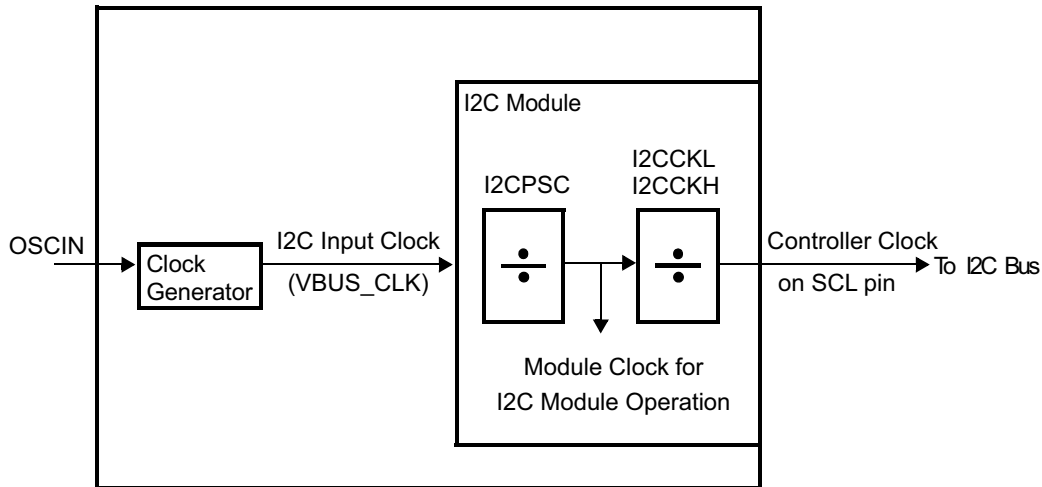 I2C Module
I2CPSC
I2CCKL
I2CCKH
OSCIN
Clock
Generator
I2C Input Clock
(VBUS_CLK)
÷
÷
Controller Clock
on SCL pin
To I2C Bus
Module Clock for
I2C Module Operation